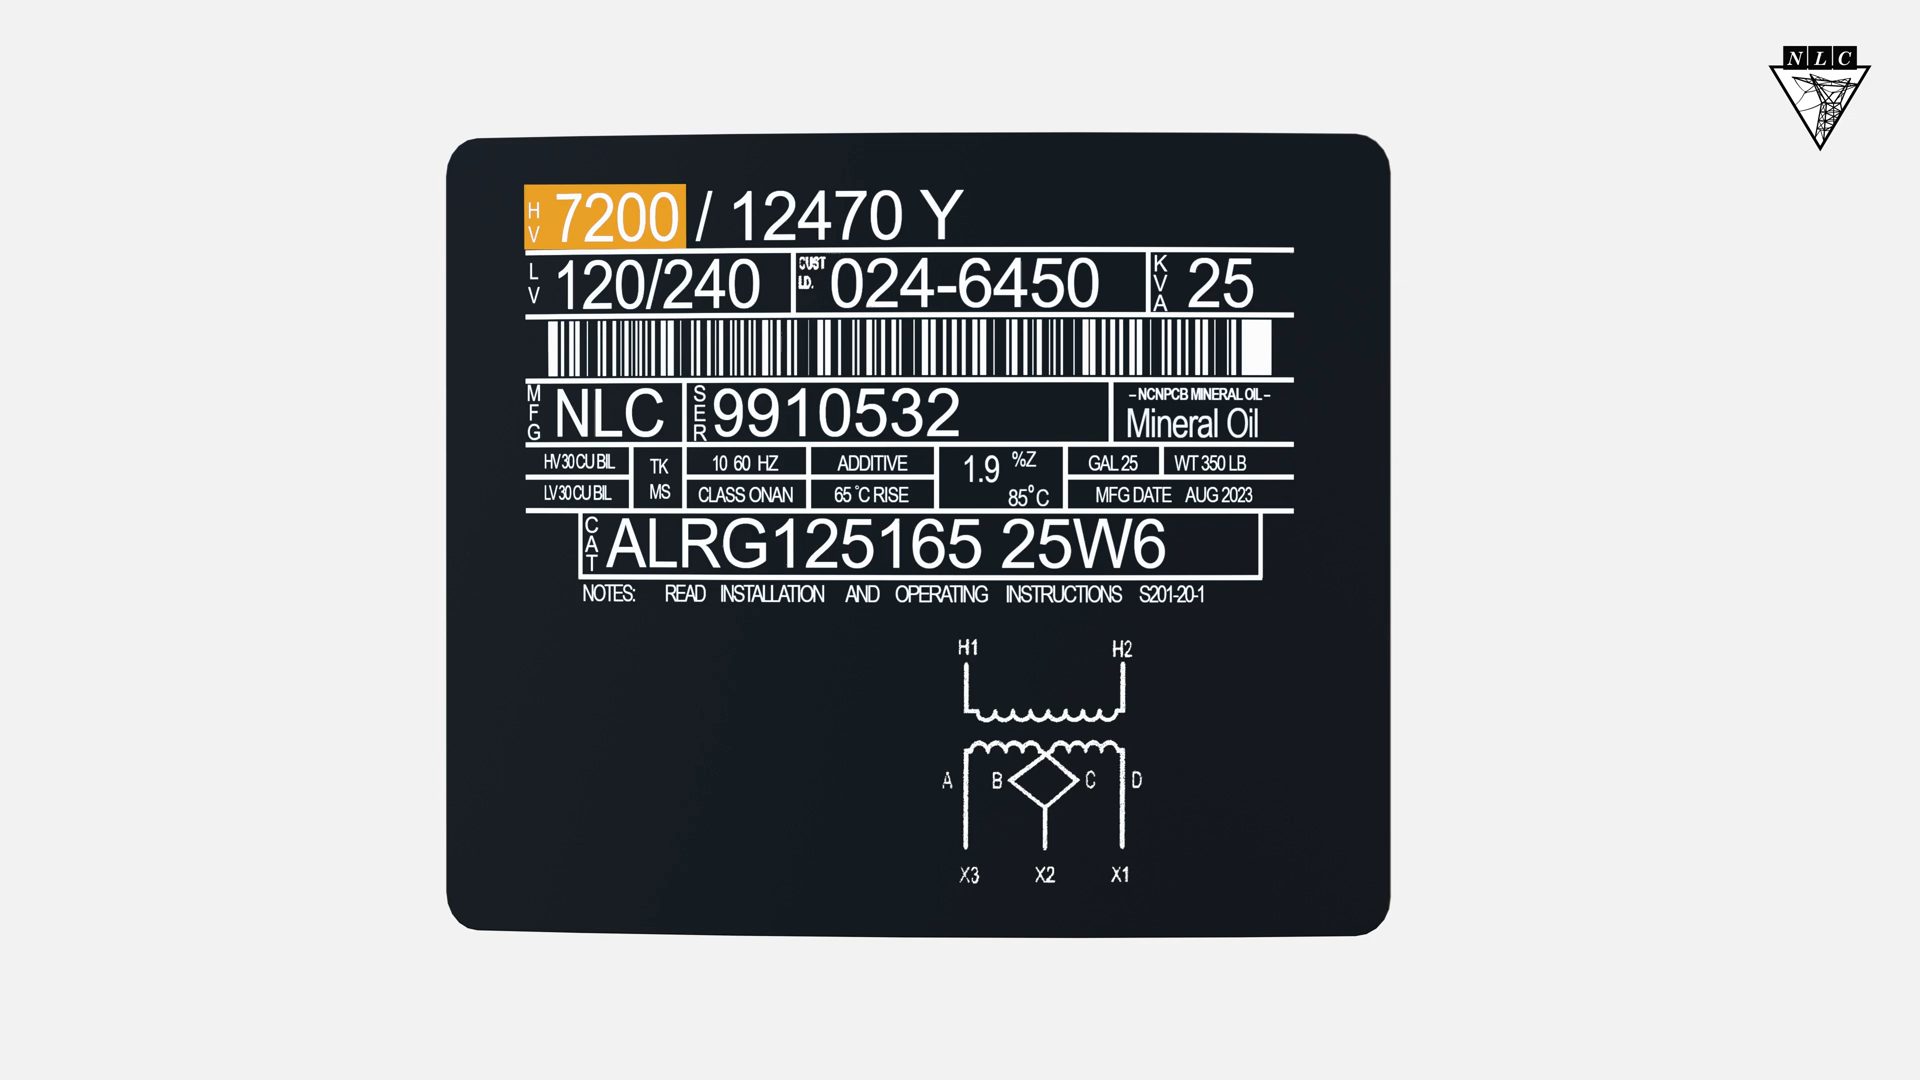 NLC
HV 7200 / 12470 Y
LV 120/240 CUST I.D. 024-6450 KVA 25
MFG NLC SER 9910532 –NCNPCB MINERAL OIL– Mineral Oil
HV 30 CU BIL TK 10 60 HZ ADDITIVE 1.9 %Z GAL 25 WT 350 LB
LV 30 CU BIL MS CLASS ONAN 65 °C RISE 85°C MFG DATE AUG 2023
CAT ALRG125165 25W6
NOTES: READ INSTALLATION AND OPERATING INSTRUCTIONS S201-20-1
H1 H2
A B C D
X3 X2 X1